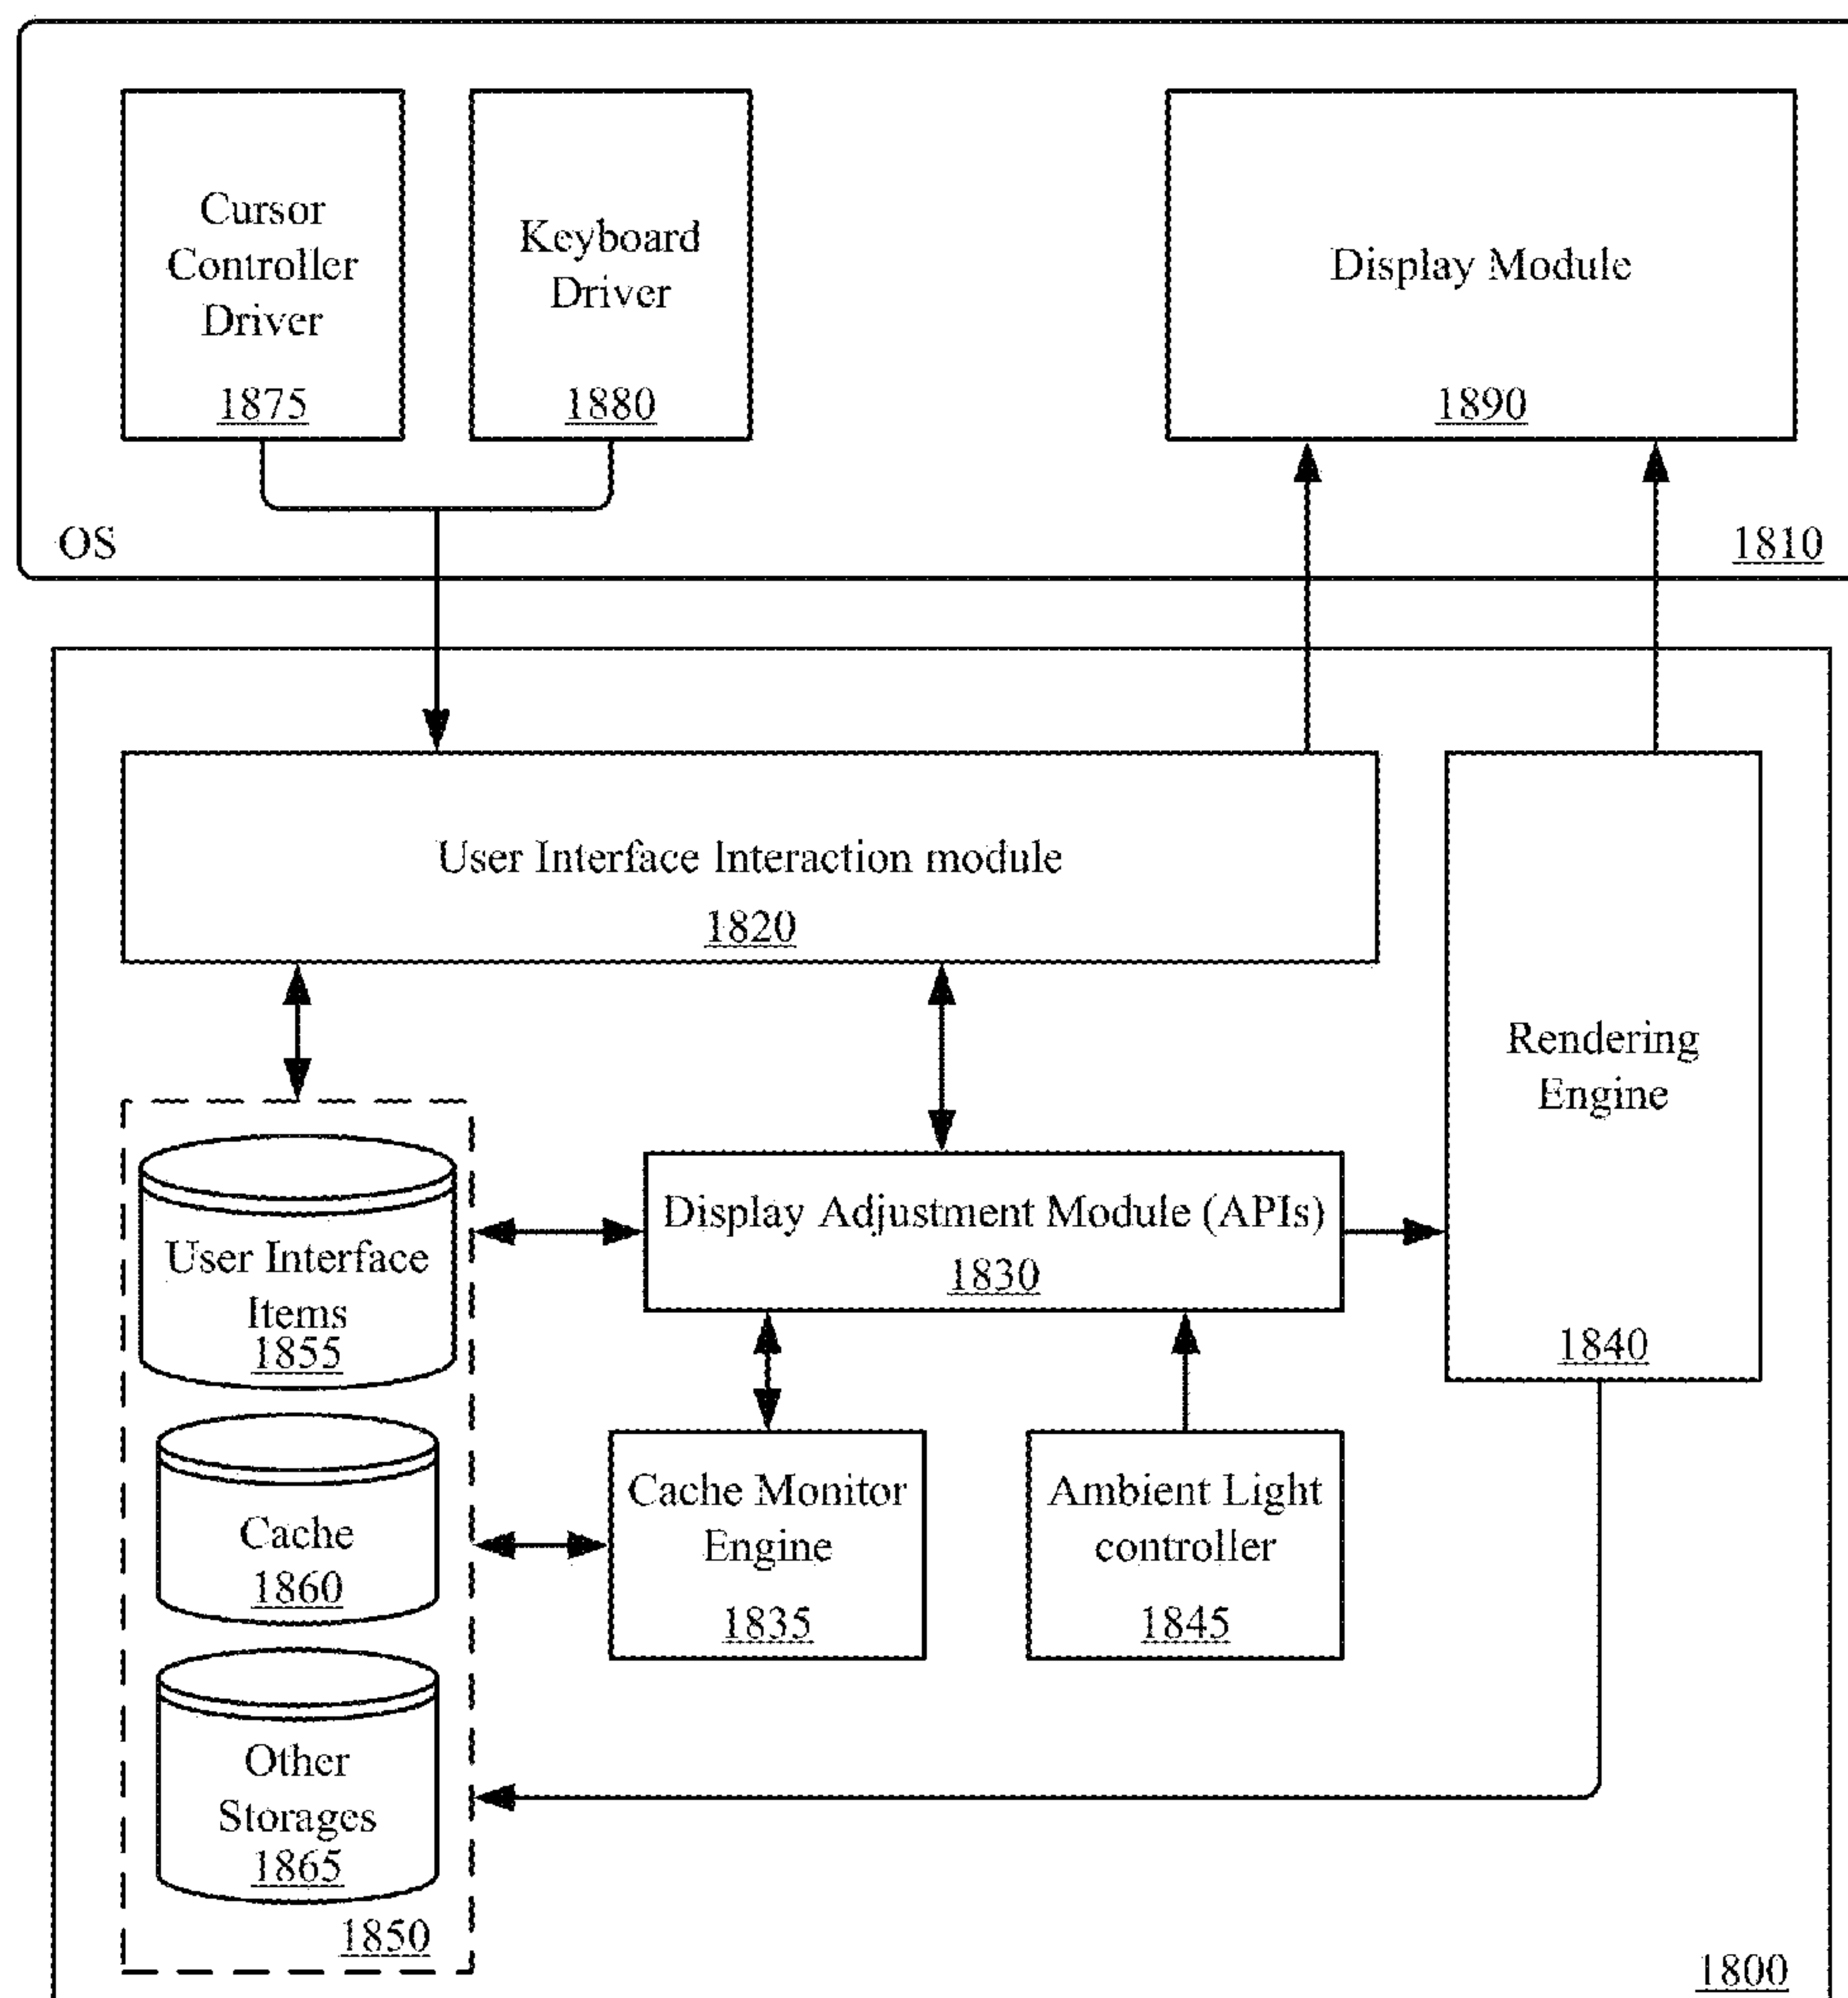 Cursor
Controller
Driver
1875
Keyboard
Driver
1880
Display Module
1890
OS
1810
User Interface Interaction module
1820
Rendering
Engine
1840
User Interface
Items
1855
Display Adjustment Module (APIs)
1830
Cache
1860
Cache Monitor
Engine
1835
Ambient Light
controller
1845
Other
Storages
1865
1850
1800